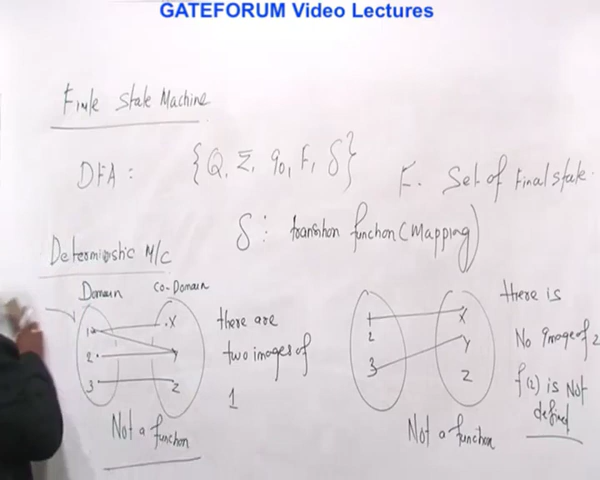 GATEFORUM Video Lectures
Finite State Machine
DFA : {Q, Σ, q0, F, δ}
F. Set of Final state.
δ : transition function (Mapping)
Deterministic M/C
Domain
Co-Domain
1
2
3
X
Y
Z
there are
two images of
1
Not a function
1
2
3
X
Y
Z
there is
No image of 2
f(2) is Not
defined
Not a function